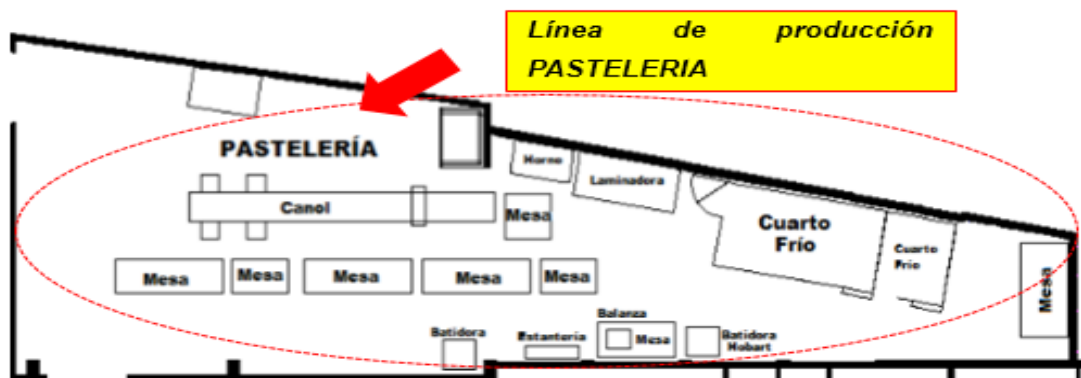 Línea de producción
PASTELERIA
PASTELERÍA
Horno
Laminadora
Canol
Mesa
Cuarto
Frío
Cuarto
Frío
Mesa
Mesa
Mesa
Mesa
Mesa
Mesa
Batidora
Estantería
Balanza
Mesa
Batidora
Hobart